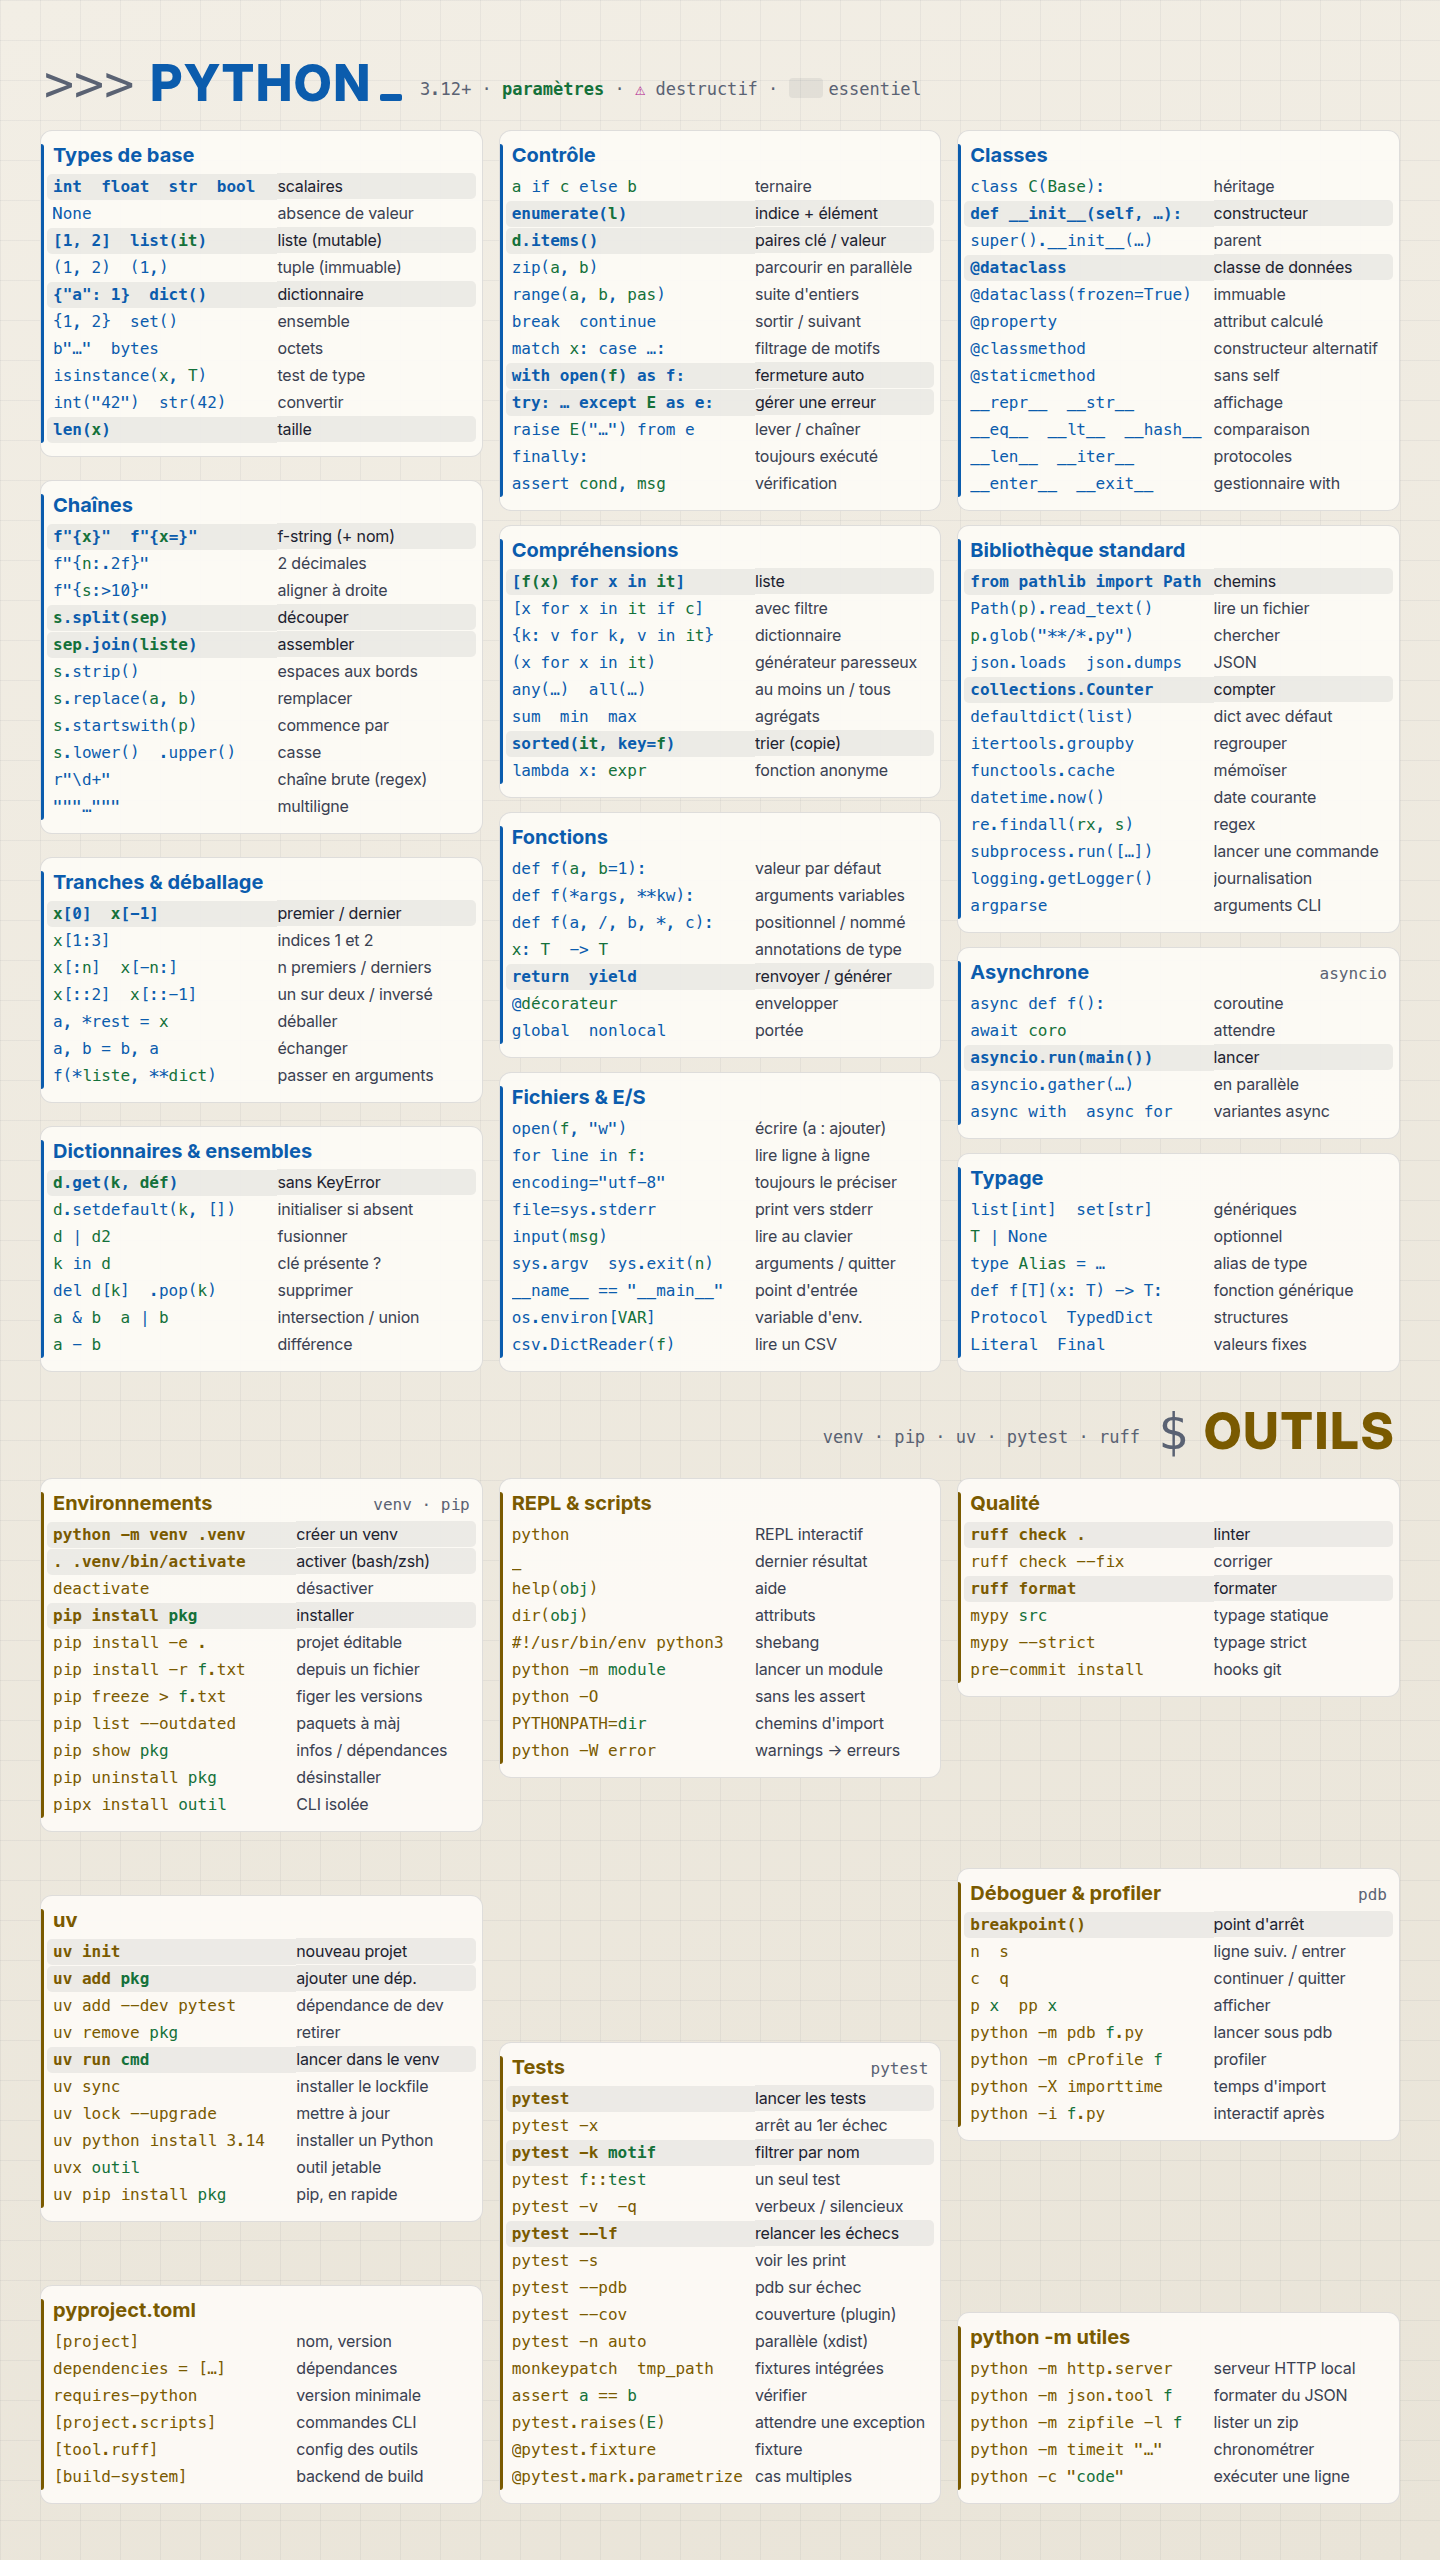 >>> PYTHON_ 3.12+ · paramètres · ⚠ destructif · essentiel
Types de base
int  float  str  bool  scalaires
None  absence de valeur
[1, 2]  list(it)  liste (mutable)
(1, 2)  (1,)  tuple (immuable)
{"a": 1}  dict()  dictionnaire
{1, 2}  set()  ensemble
b"…"  bytes  octets
isinstance(x, T)  test de type
int("42")  str(42)  convertir
len(x)  taille
Chaînes
f"{x}"  f"{x=}"  f-string (+ nom)
f"{n:.2f}"  2 décimales
f"{s:>10}"  aligner à droite
s.split(sep)  découper
sep.join(liste)  assembler
s.strip()  espaces aux bords
s.replace(a, b)  remplacer
s.startswith(p)  commence par
s.lower()  .upper()  casse
r"\d+"  chaîne brute (regex)
"""…"""  multiligne
Tranches & déballage
x[0]  x[-1]  premier / dernier
x[1:3]  indices 1 et 2
x[:n]  x[-n:]  n premiers / derniers
x[::2]  x[::-1]  un sur deux / inversé
a, *rest = x  déballer
a, b = b, a  échanger
f(*liste, **dict)  passer en arguments
Dictionnaires & ensembles
d.get(k, déf)  sans KeyError
d.setdefault(k, [])  initialiser si absent
d | d2  fusionner
k in d  clé présente ?
del d[k]  .pop(k)  supprimer
a & b  a | b  intersection / union
a - b  différence
Contrôle
a if c else b  ternaire
enumerate(l)  indice + élément
d.items()  paires clé / valeur
zip(a, b)  parcourir en parallèle
range(a, b, pas)  suite d'entiers
break  continue  sortir / suivant
match x: case …:  filtrage de motifs
with open(f) as f:  fermeture auto
try: … except E as e:  gérer une erreur
raise E("…") from e  lever / chaîner
finally:  toujours exécuté
assert cond, msg  vérification
Compréhensions
[f(x) for x in it]  liste
[x for x in it if c]  avec filtre
{k: v for k, v in it}  dictionnaire
(x for x in it)  générateur paresseux
any(…)  all(…)  au moins un / tous
sum  min  max  agrégats
sorted(it, key=f)  trier (copie)
lambda x: expr  fonction anonyme
Fonctions
def f(a, b=1):  valeur par défaut
def f(*args, **kw):  arguments variables
def f(a, /, b, *, c):  positionnel / nommé
x: T  -> T  annotations de type
return  yield  renvoyer / générer
@décorateur  envelopper
global  nonlocal  portée
Fichiers & E/S
open(f, "w")  écrire (a : ajouter)
for line in f:  lire ligne à ligne
encoding="utf-8"  toujours le préciser
file=sys.stderr  print vers stderr
input(msg)  lire au clavier
sys.argv  sys.exit(n)  arguments / quitter
__name__ == "__main__"  point d'entrée
os.environ[VAR]  variable d'env.
csv.DictReader(f)  lire un CSV
Classes
class C(Base):  héritage
def __init__(self, …):  constructeur
super().__init__(…)  parent
@dataclass  classe de données
@dataclass(frozen=True)  immuable
@property  attribut calculé
@classmethod  constructeur alternatif
@staticmethod  sans self
__repr__  __str__  affichage
__eq__  __lt__  __hash__  comparaison
__len__  __iter__  protocoles
__enter__  __exit__  gestionnaire with
Bibliothèque standard
from pathlib import Path  chemins
Path(p).read_text()  lire un fichier
p.glob("**/*.py")  chercher
json.loads  json.dumps  JSON
collections.Counter  compter
defaultdict(list)  dict avec défaut
itertools.groupby  regrouper
functools.cache  mémoïser
datetime.now()  date courante
re.findall(rx, s)  regex
subprocess.run([…])  lancer une commande
logging.getLogger()  journalisation
argparse  arguments CLI
Asynchrone  asyncio
async def f():  coroutine
await coro  attendre
asyncio.run(main())  lancer
asyncio.gather(…)  en parallèle
async with  async for  variantes async
Typage
list[int]  set[str]  génériques
T | None  optionnel
type Alias = …  alias de type
def f[T](x: T) -> T:  fonction générique
Protocol  TypedDict  structures
Literal  Final  valeurs fixes
venv · pip · uv · pytest · ruff  $ OUTILS
Environnements  venv · pip
python -m venv .venv  créer un venv
. .venv/bin/activate  activer (bash/zsh)
deactivate  désactiver
pip install pkg  installer
pip install -e .  projet éditable
pip install -r f.txt  depuis un fichier
pip freeze > f.txt  figer les versions
pip list --outdated  paquets à màj
pip show pkg  infos / dépendances
pip uninstall pkg  désinstaller
pipx install outil  CLI isolée
uv
uv init  nouveau projet
uv add pkg  ajouter une dép.
uv add --dev pytest  dépendance de dev
uv remove pkg  retirer
uv run cmd  lancer dans le venv
uv sync  installer le lockfile
uv lock --upgrade  mettre à jour
uv python install 3.14  installer un Python
uvx outil  outil jetable
uv pip install pkg  pip, en rapide
pyproject.toml
[project]  nom, version
dependencies = […]  dépendances
requires-python  version minimale
[project.scripts]  commandes CLI
[tool.ruff]  config des outils
[build-system]  backend de build
REPL & scripts
python  REPL interactif
_  dernier résultat
help(obj)  aide
dir(obj)  attributs
#!/usr/bin/env python3  shebang
python -m module  lancer un module
python -O  sans les assert
PYTHONPATH=dir  chemins d'import
python -W error  warnings → erreurs
Tests  pytest
pytest  lancer les tests
pytest -x  arrêt au 1er échec
pytest -k motif  filtrer par nom
pytest f::test  un seul test
pytest -v  -q  verbeux / silencieux
pytest --lf  relancer les échecs
pytest -s  voir les print
pytest --pdb  pdb sur échec
pytest --cov  couverture (plugin)
pytest -n auto  parallèle (xdist)
monkeypatch  tmp_path  fixtures intégrées
assert a == b  vérifier
pytest.raises(E)  attendre une exception
@pytest.fixture  fixture
@pytest.mark.parametrize  cas multiples
Qualité
ruff check .  linter
ruff check --fix  corriger
ruff format  formater
mypy src  typage statique
mypy --strict  typage strict
pre-commit install  hooks git
Déboguer & profiler  pdb
breakpoint()  point d'arrêt
n  s  ligne suiv. / entrer
c  q  continuer / quitter
p x  pp x  afficher
python -m pdb f.py  lancer sous pdb
python -m cProfile f  profiler
python -X importtime  temps d'import
python -i f.py  interactif après
python -m utiles
python -m http.server  serveur HTTP local
python -m json.tool f  formater du JSON
python -m zipfile -l f  lister un zip
python -m timeit "…"  chronométrer
python -c "code"  exécuter une ligne